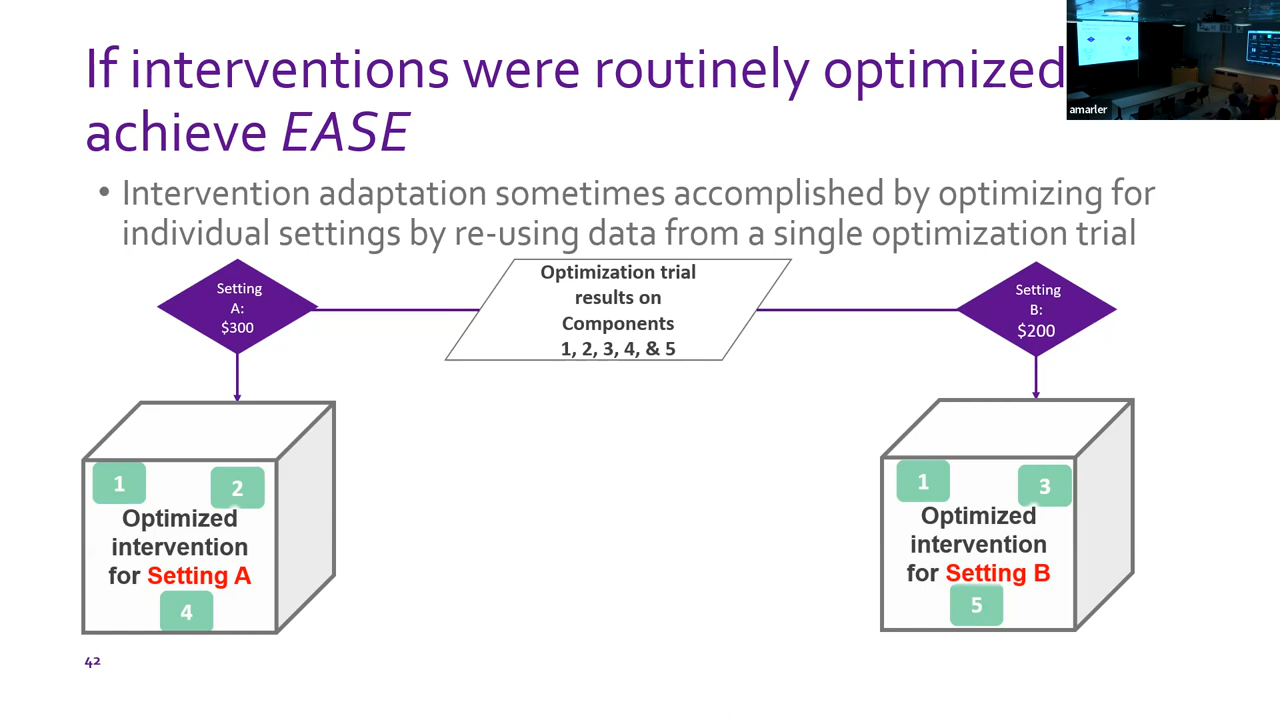 If interventions were routinely optimized
achieve EASE
amarler
• Intervention adaptation sometimes accomplished by optimizing for
individual settings by re-using data from a single optimization trial
Setting
A:
$300
Optimization trial
results on
Components
1, 2, 3, 4, & 5
Setting
B:
$200
1
2
Optimized
intervention
for Setting A
4
1
3
Optimized
intervention
for Setting B
5
42